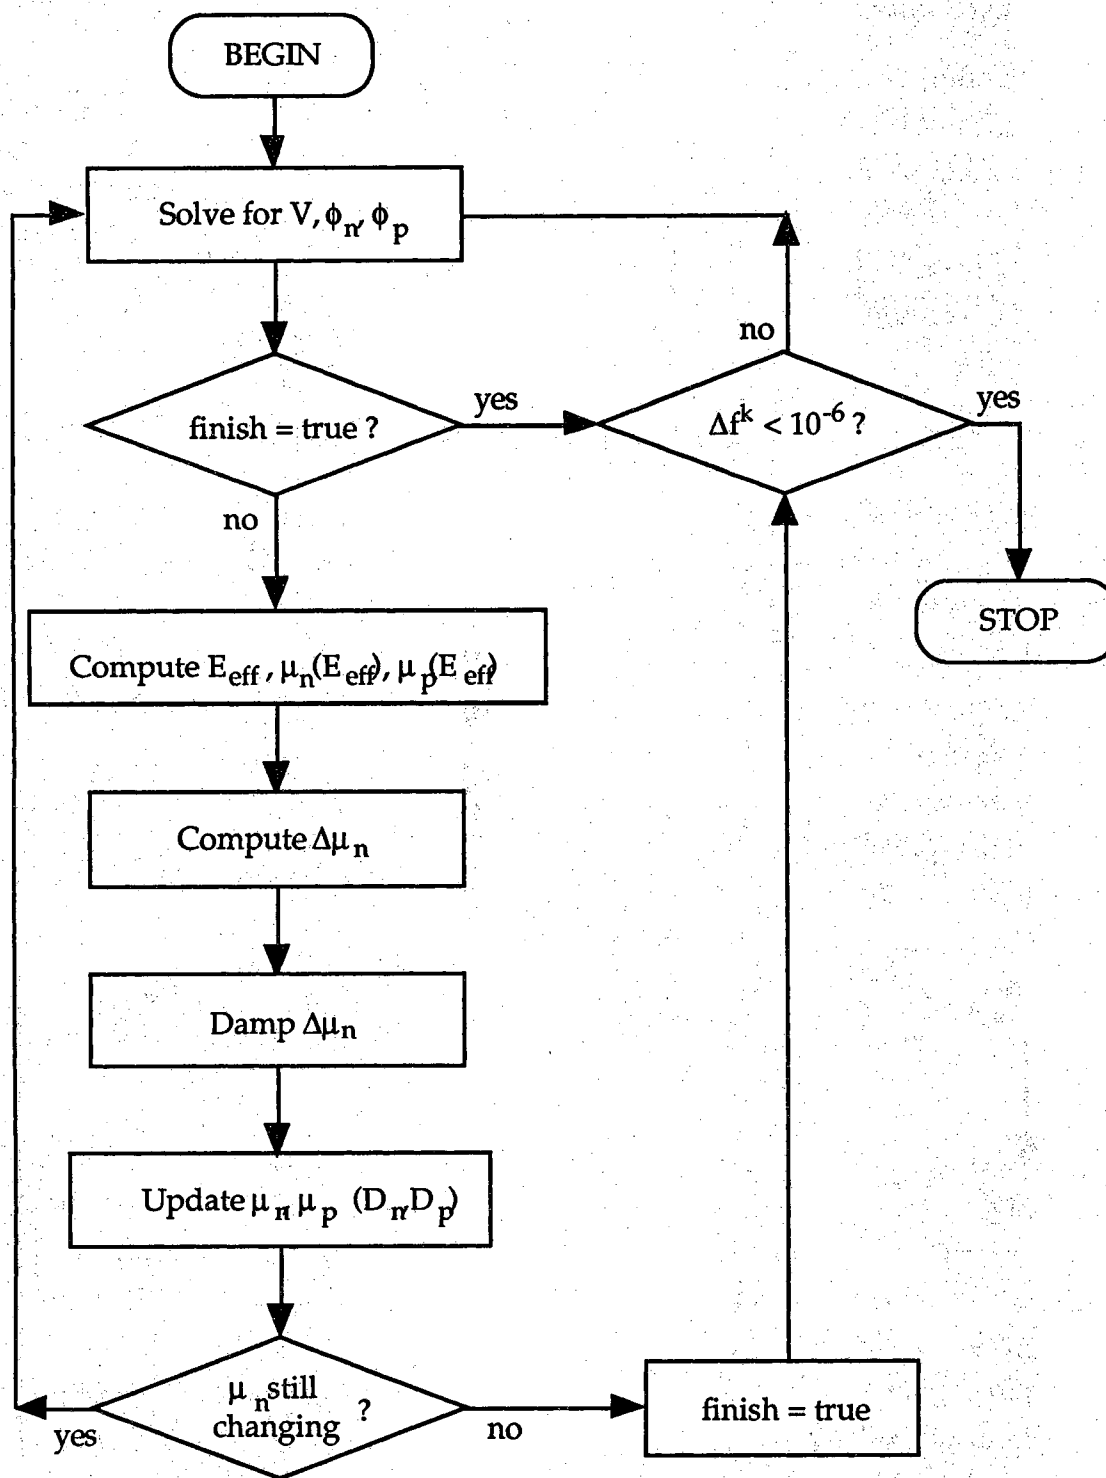 BEGIN
Solve for V, ϕn, ϕp
no
finish = true ?
yes
Δf^k < 10^-6 ?
yes
no
STOP
Compute Eeff, μn(Eeff), μp(Eeff)
Compute Δμn
Damp Δμn
Update μn, μp (Dn, Dp)
μn still
changing ?
yes
no
finish = true